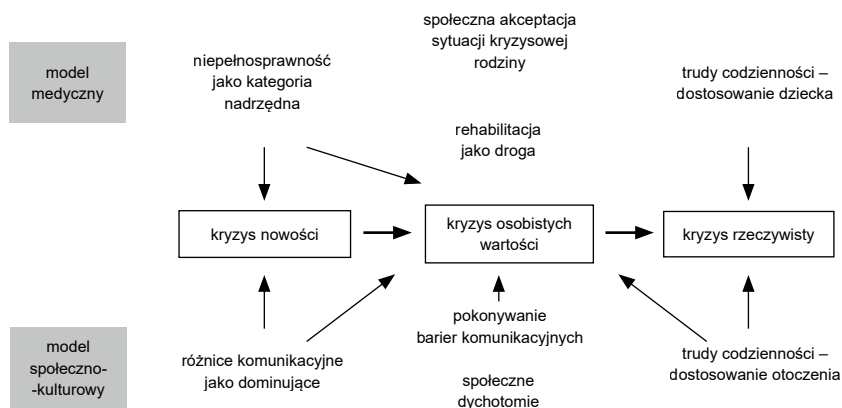 model
medyczny
niepełnosprawność
jako kategoria
nadrzędna
społeczna akceptacja
sytuacji kryzysowej
rodziny
rehabilitacja
jako droga
trudy codzienności –
dostosowanie dziecka
kryzys nowości
kryzys osobistych
wartości
kryzys rzeczywisty
model
społeczno-
-kulturowy
różnice komunikacyjne
jako dominujące
pokonywanie
barier komunikacyjnych
społeczne
dychotomie
trudy codzienności –
dostosowanie otoczenia